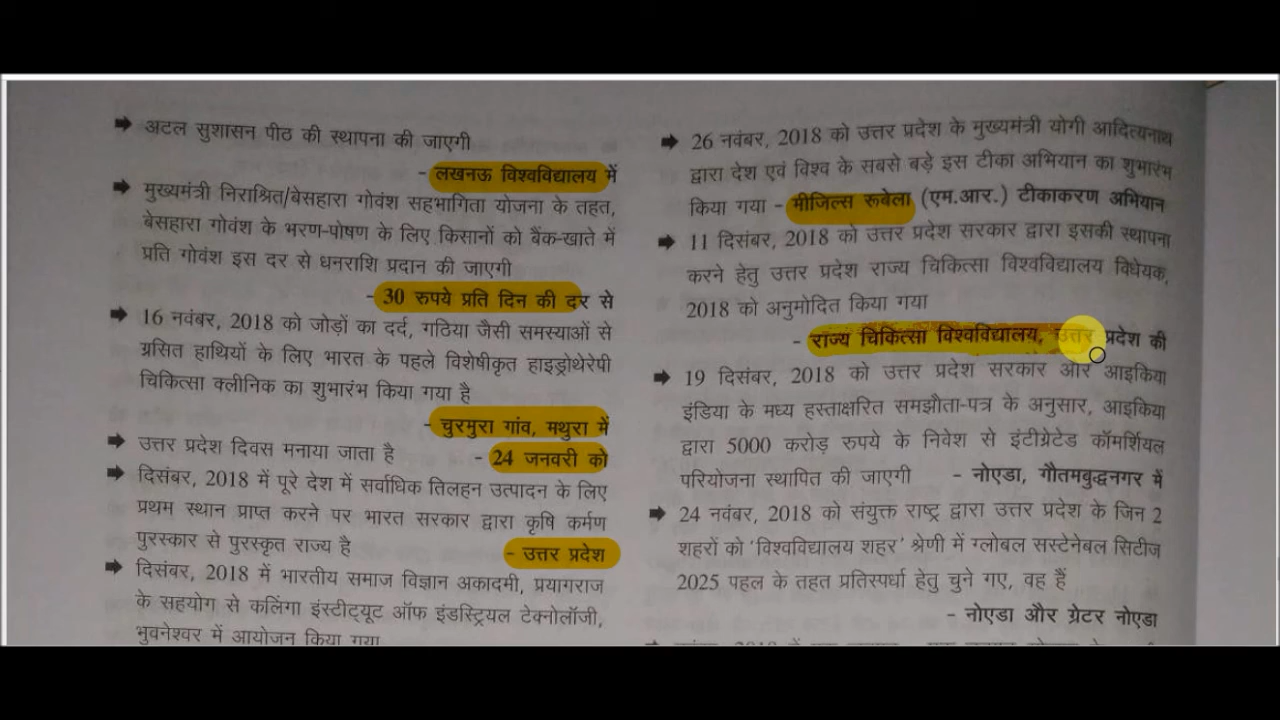 ➡ अटल सुशासन पीठ की स्थापना की जाएगी
- लखनऊ विश्वविद्यालय में
➡ मुख्यमंत्री निराश्रित/बेसहारा गोवंश सहभागिता योजना के तहत,
बेसहारा गोवंश के भरण-पोषण के लिए किसानों को बैंक-खाते में
प्रति गोवंश इस दर से धनराशि प्रदान की जाएगी
- 30 रुपये प्रति दिन की दर से
➡ 16 नवंबर, 2018 को जोड़ों का दर्द, गठिया जैसी समस्याओं से
ग्रसित हाथियों के लिए भारत के पहले विशेषीकृत हाइड्रोथेरेपी
चिकित्सा क्लीनिक का शुभारंभ किया गया है
- चुरमुरा गांव, मथुरा में
➡ उत्तर प्रदेश दिवस मनाया जाता है - 24 जनवरी को
➡ दिसंबर, 2018 में पूरे देश में सर्वाधिक तिलहन उत्पादन के लिए
प्रथम स्थान प्राप्त करने पर भारत सरकार द्वारा कृषि कर्मण
पुरस्कार से पुरस्कृत राज्य है
- उत्तर प्रदेश
➡ दिसंबर, 2018 में भारतीय समाज विज्ञान अकादमी, प्रयागराज
के सहयोग से कलिंगा इंस्टीट्यूट ऑफ इंडस्ट्रियल टेक्नोलॉजी,
भुवनेश्वर में आयोजन किया गया
➡ 26 नवंबर, 2018 को उत्तर प्रदेश के मुख्यमंत्री योगी आदित्यनाथ
द्वारा देश एवं विश्व के सबसे बड़े इस टीका अभियान का शुभारंभ
किया गया - मीजिल्स रूबेला (एम.आर.) टीकाकरण अभियान
➡ 11 दिसंबर, 2018 को उत्तर प्रदेश सरकार द्वारा इसकी स्थापना
करने हेतु उत्तर प्रदेश राज्य चिकित्सा विश्वविद्यालय विधेयक,
2018 को अनुमोदित किया गया
- राज्य चिकित्सा विश्वविद्यालय, उत्तर प्रदेश की
➡ 19 दिसंबर, 2018 को उत्तर प्रदेश सरकार और आइकिया
इंडिया के मध्य हस्ताक्षरित समझौता-पत्र के अनुसार, आइकिया
द्वारा 5000 करोड़ रुपये के निवेश से इंटीग्रेटेड कॉमर्शियल
परियोजना स्थापित की जाएगी - नोएडा, गौतमबुद्धनगर में
➡ 24 नवंबर, 2018 को संयुक्त राष्ट्र द्वारा उत्तर प्रदेश के जिन 2
शहरों को 'विश्वविद्यालय शहर' श्रेणी में ग्लोबल सस्टेनेबल सिटीज
2025 पहल के तहत प्रतिस्पर्धा हेतु चुने गए, वह हैं
- नोएडा और ग्रेटर नोएडा